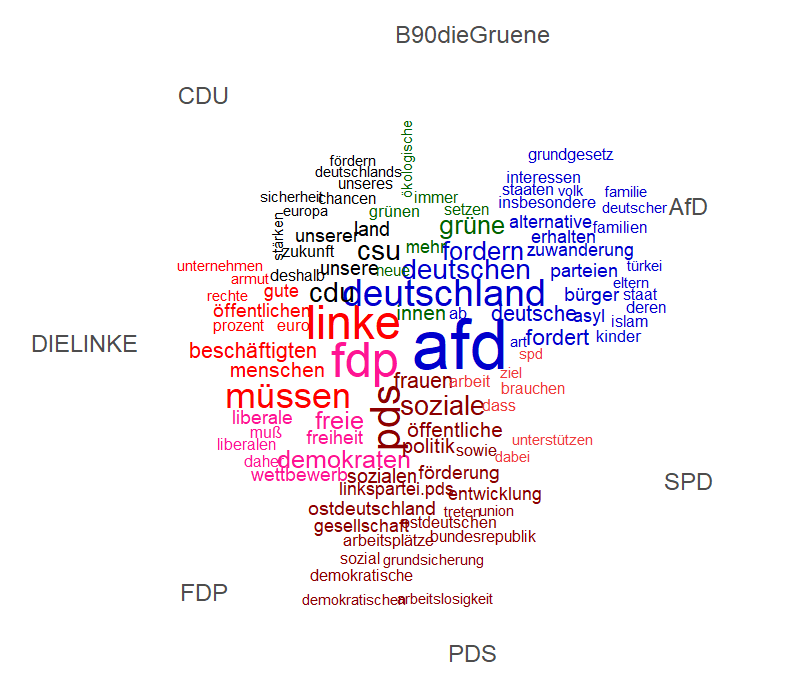 B90dieGruene
CDU
ökologische
fördern
grundgesetz
deutschlands
unseres
interessen
staaten volk familie
sicherheit chancen immer insbesondere
europa grünen setzen deutscher AfD
stärken land grüne alternative familien
unserer mehr erhalten
zukunft csu fordern zuwanderung
unternehmen unsere neue deutschen parteien türkei
armut deshalb eltern
rechte gute cdu deutschland bürger staat
öffentlichen innen ab deutsche asyl deren
prozent euro linke islam
DIELINKE afd art fordert kinder
beschäftigten spd
menschen fdp ziel
frauen arbeit brauchen
müssen pds soziale dass
liberale freie
muß öffentliche
liberalen freiheit politik sowie unterstützen
daher demokraten dabei
wettbewerb sozialen förderung
linkspartei.pds entwicklung SPD
ostdeutschland treten union
gesellschaft ostdeutschen
arbeitsplätze bundesrepublik
sozial grundsicherung
demokratische
FDP
demokratischen arbeitslosigkeit
PDS